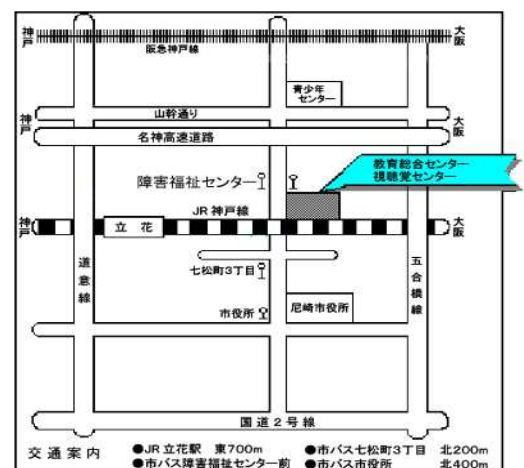 神戸
大阪
阪急神戸線
青少年
センター
山幹通り
神戸
大阪
名神高速道路
教育総合センター
視聴覚センター
障害福祉センター
JR 神戸線
神戸
立花
大阪
道意線
七松町3丁目
五合橋線
市役所
尼崎市役所
国道2号線
交通案内
●JR 立花駅 東700m
●市バス七松町3丁目 北200m
●市バス障害福祉センター前
●市バス市役所 北400m